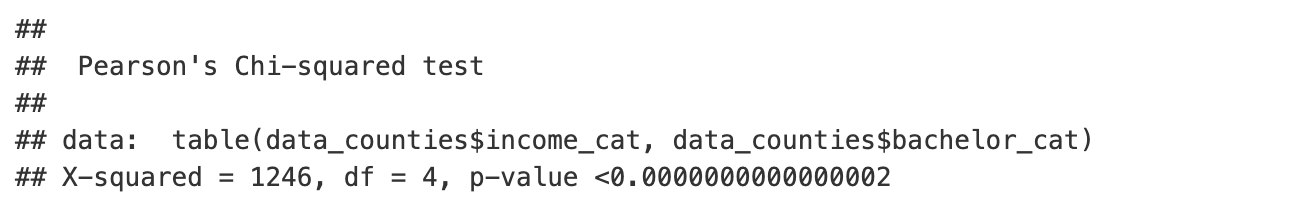 ##
##  Pearson's Chi-squared test
##
## data:  table(data_counties$income_cat, data_counties$bachelor_cat)
## X-squared = 1246, df = 4, p-value <0.0000000000000002